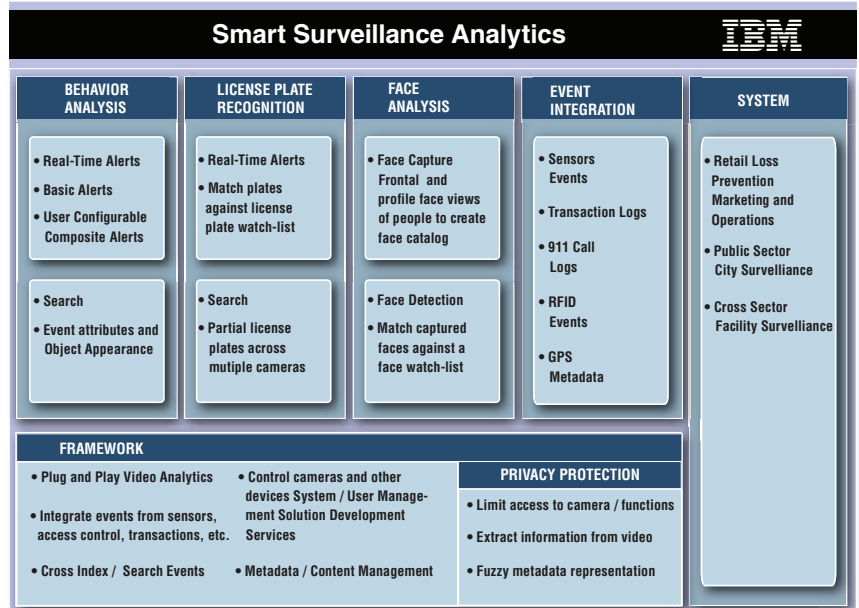 Smart Surveillance Analytics
IBM
BEHAVIOR
ANALYSIS
• Real-Time Alerts
• Basic Alerts
• User Configurable
Composite Alerts
• Search
• Event attributes and
Object Appearance
LICENSE PLATE
RECOGNITION
• Real-Time Alerts
• Match plates
against license
plate watch-list
• Search
• Partial license
plates across
mutiple cameras
FACE
ANALYSIS
• Face Capture
Frontal and
profile face views
of people to create
face catalog
• Face Detection
• Match captured
faces against a
face watch-list
EVENT
INTEGRATION
• Sensors
Events
• Transaction Logs
• 911 Call
Logs
• RFID
Events
• GPS
Metadata
SYSTEM
• Retail Loss
Prevention
Marketing and
Operations
• Public Sector
City Survelliance
• Cross Sector
Facility Survelliance
FRAMEWORK
• Plug and Play Video Analytics
• Integrate events from sensors,
access control, transactions, etc.
• Cross Index / Search Events
• Control cameras and other
devices System / User Manage-
ment Solution Development
Services
• Metadata / Content Management
PRIVACY PROTECTION
• Limit access to camera / functions
• Extract information from video
• Fuzzy metadata representation